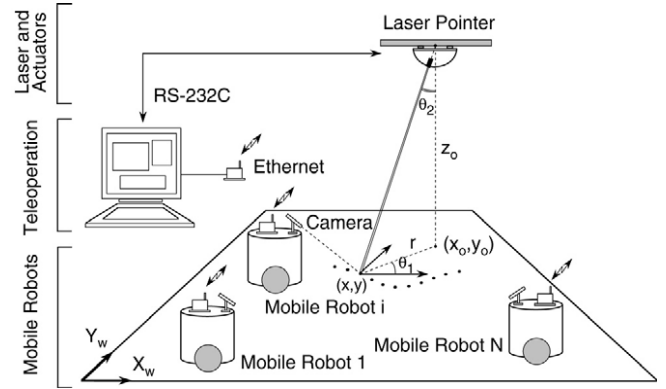 Laser Pointer
Laser and
Actuators
RS-232C
θ2
Ethernet
zo
Teleoperation
Camera
r
(xo,yo)
θ1
(x,y)
Mobile Robot i
Mobile Robots
Yw
Xw
Mobile Robot 1
Mobile Robot N